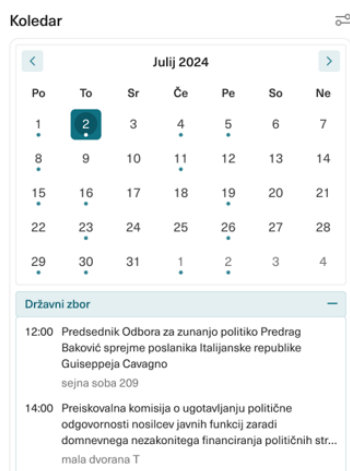 Koledar
Julij 2024
Po To Sr Če Pe So Ne
1 2 3 4 5 6 7
8 9 10 11 12 13 14
15 16 17 18 19 20 21
22 23 24 25 26 27 28
29 30 31 1 2 3 4
Državni zbor
12:00 Predsednik Odbora za zunanjo politiko Predrag
Baković sprejme poslanika Italijanske republike
Guiseppeja Cavagno
sejna soba 209
14:00 Preiskovalna komisija o ugotavljanju politične
odgovornosti nosilcev javnih funkcij zaradi
domnevnega nezakonitega financiranja političnih str...
mala dvorana T